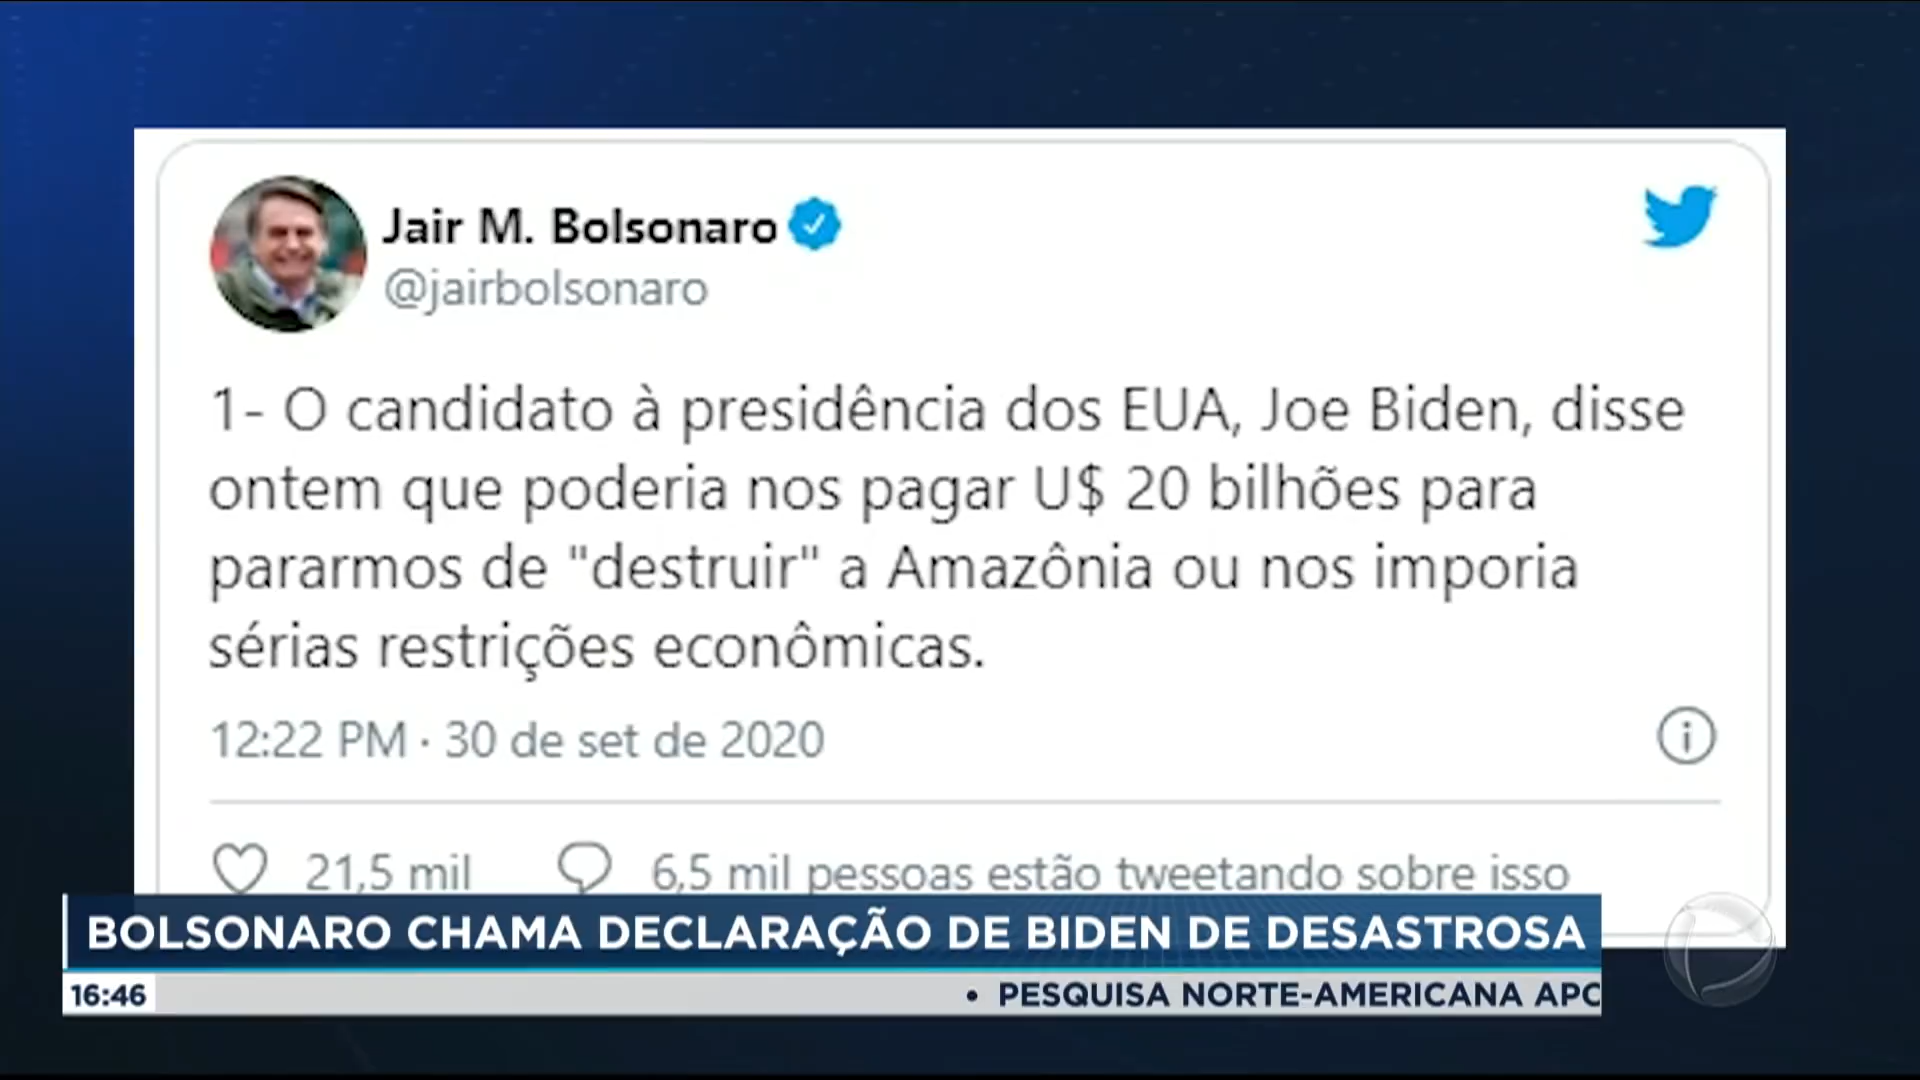 Jair M. Bolsonaro
@jairbolsonaro
1- O candidato à presidência dos EUA, Joe Biden, disse
ontem que poderia nos pagar U$ 20 bilhões para
pararmos de "destruir" a Amazônia ou nos imporia
sérias restrições econômicas.
12:22 PM · 30 de set de 2020
21,5 mil 6,5 mil pessoas estão tweetando sobre isso
BOLSONARO CHAMA DECLARAÇÃO DE BIDEN DE DESASTROSA
16:46 • PESQUISA NORTE-AMERICANA